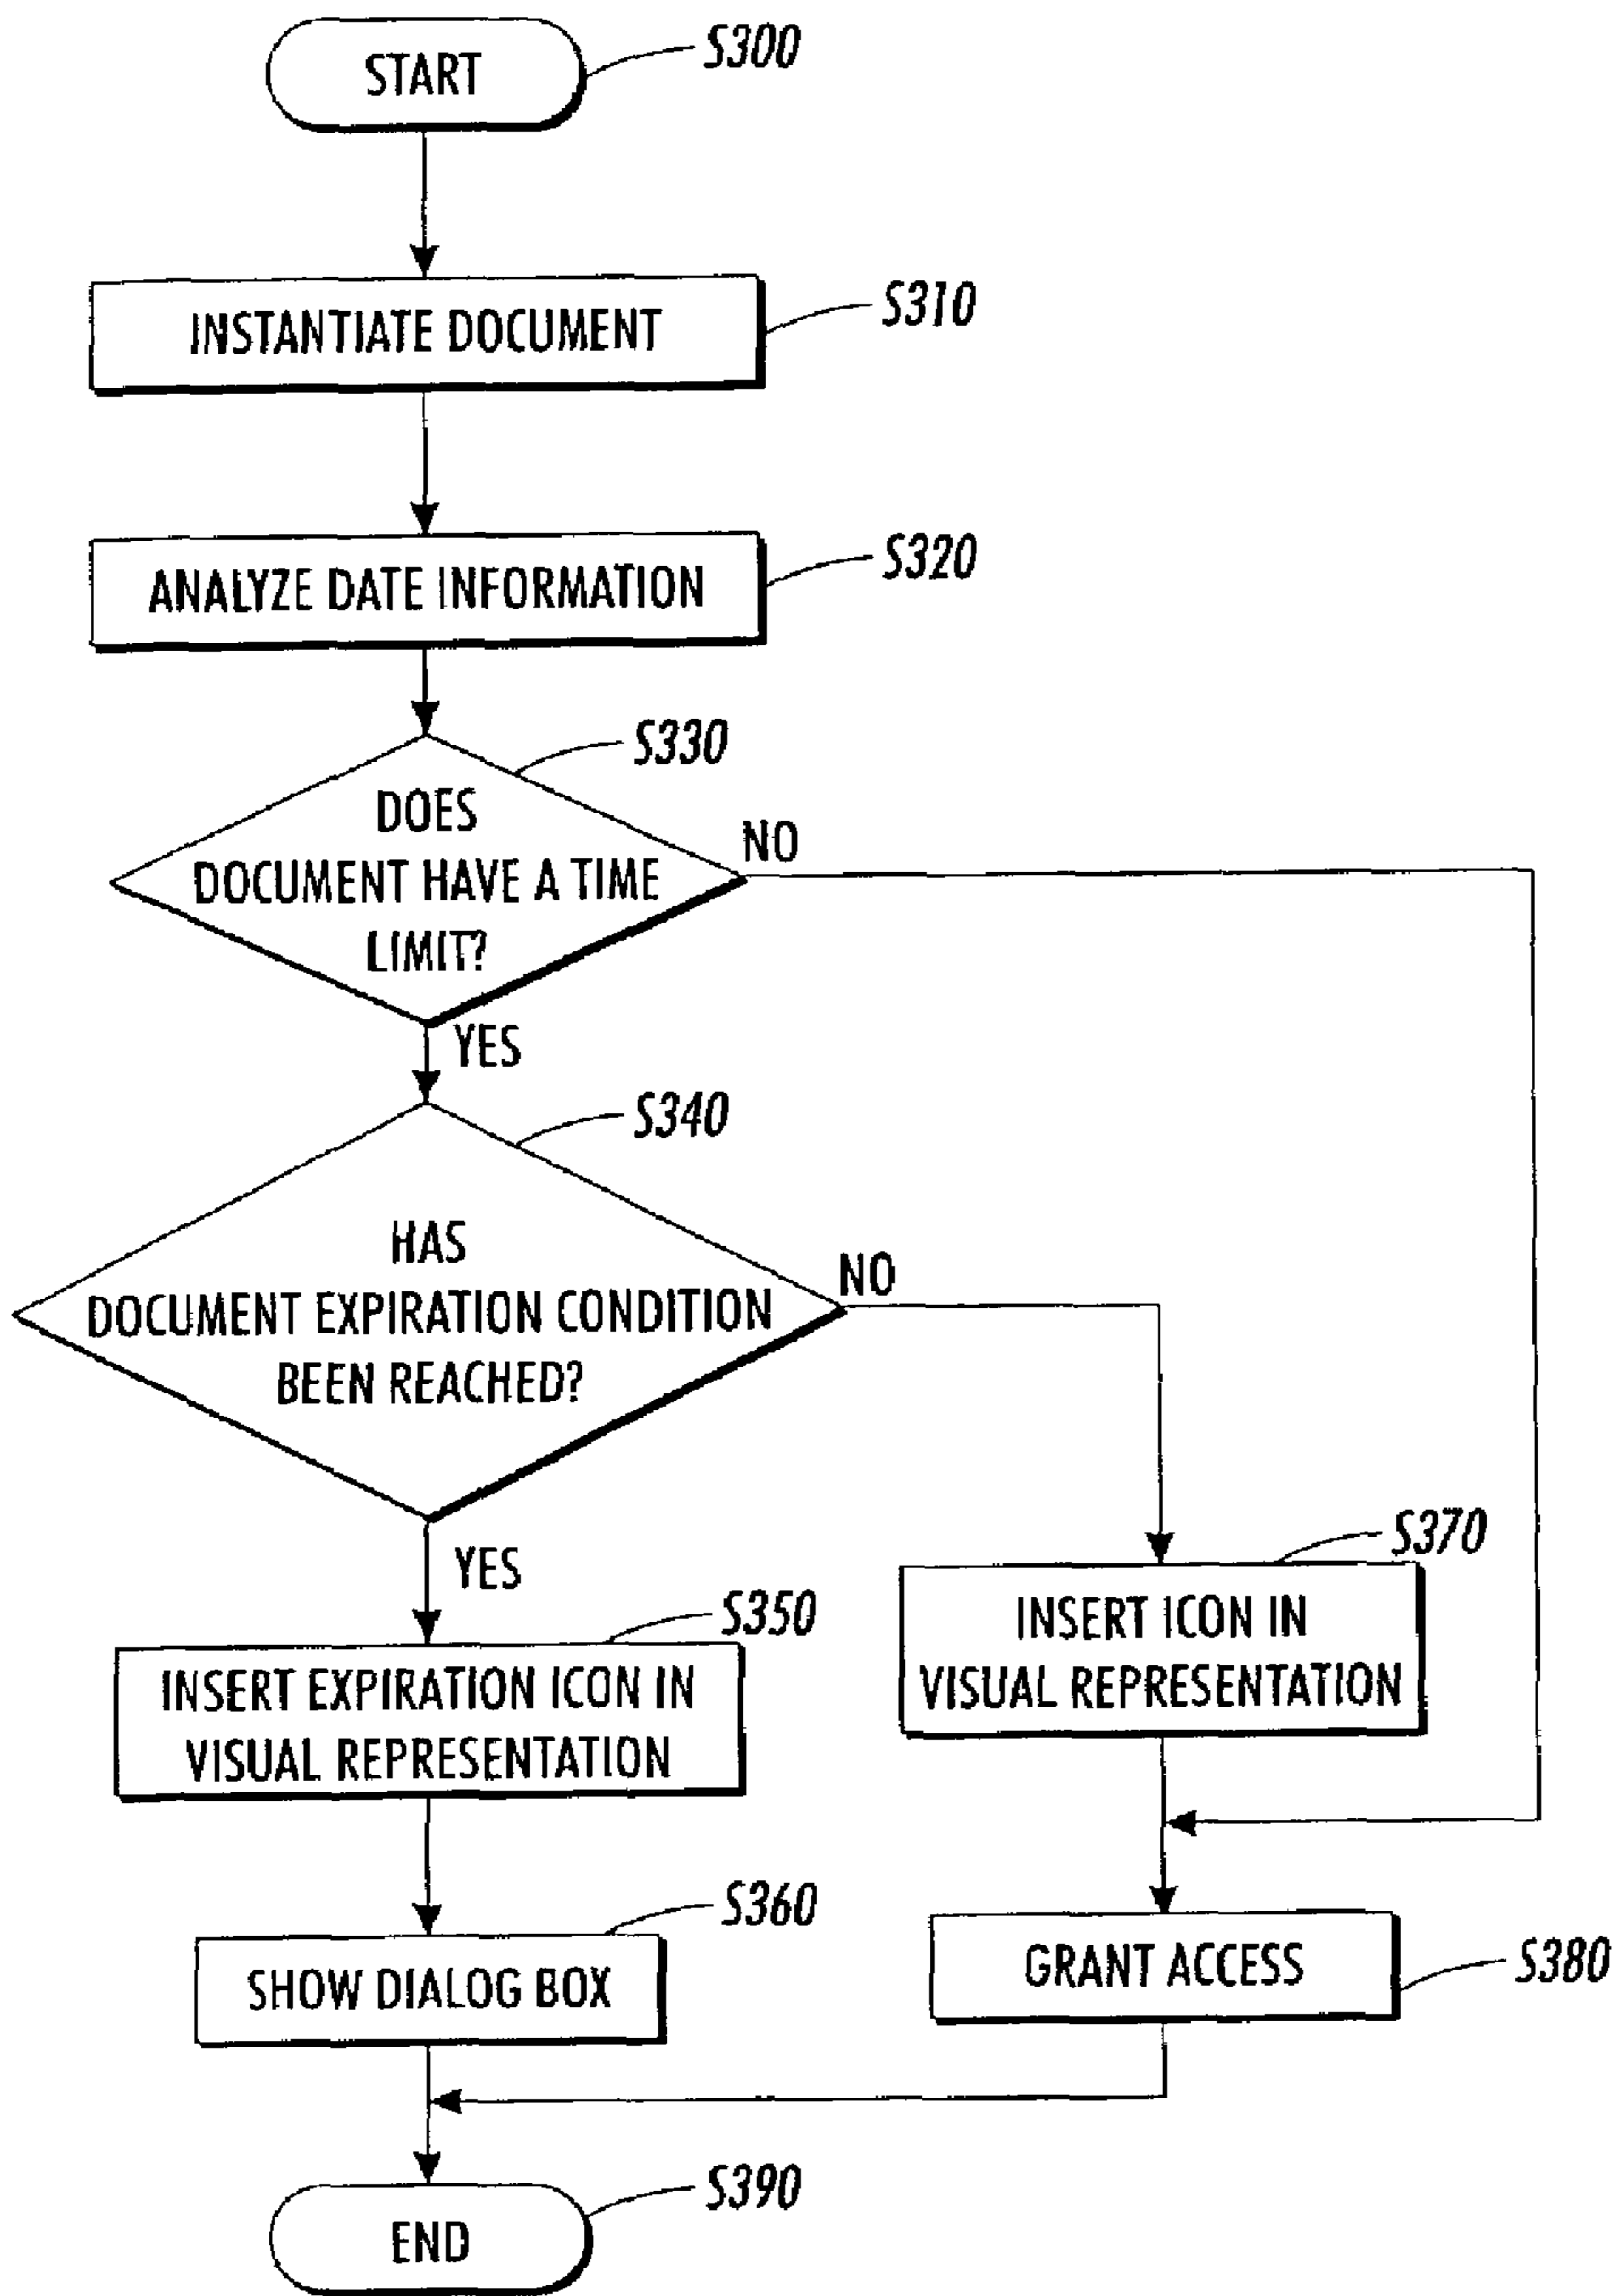 START
S300
INSTANTIATE DOCUMENT
S310
ANALYZE DATE INFORMATION
S320
S330
DOES
DOCUMENT HAVE A TIME
LIMIT?
NO
YES
S340
HAS
DOCUMENT EXPIRATION CONDITION
BEEN REACHED?
NO
YES
S350
INSERT EXPIRATION ICON IN
VISUAL REPRESENTATION
S370
INSERT ICON IN
VISUAL REPRESENTATION
S360
SHOW DIALOG BOX
GRANT ACCESS
S380
S390
END